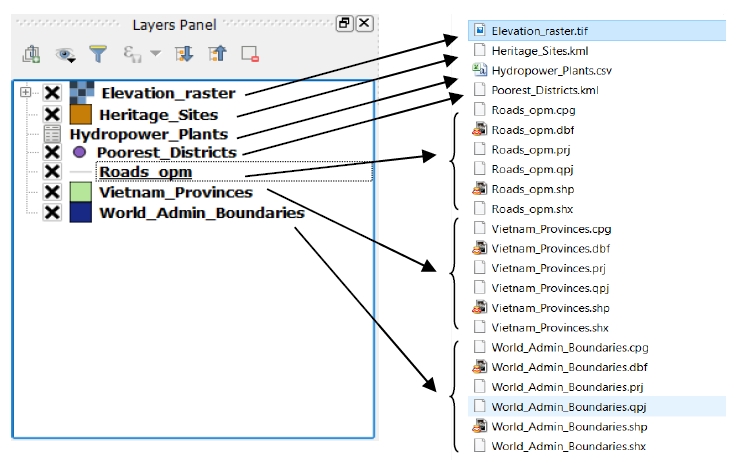 Layers Panel
Elevation_raster
Heritage_Sites
Hydropower_Plants
Poorest_Districts
Roads_opm
Vietnam_Provinces
World_Admin_Boundaries
Elevation_raster.tif
Heritage_Sites.kml
Hydropower_Plants.csv
Poorest_Districts.kml
Roads_opm.cpg
Roads_opm.dbf
Roads_opm.prj
Roads_opm.qpj
Roads_opm.shp
Roads_opm.shx
Vietnam_Provinces.cpg
Vietnam_Provinces.dbf
Vietnam_Provinces.prj
Vietnam_Provinces.qpj
Vietnam_Provinces.shp
Vietnam_Provinces.shx
World_Admin_Boundaries.cpg
World_Admin_Boundaries.dbf
World_Admin_Boundaries.prj
World_Admin_Boundaries.qpj
World_Admin_Boundaries.shp
World_Admin_Boundaries.shx